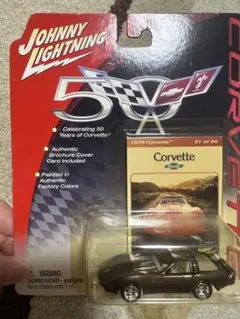 JOHNNY
LIGHTNING
CORVETTE
50
• Celebrating 50
Years of Corvette®
• Authentic
Brochure Cover
Card Included
• Painted in
Authentic
Factory Colors
Corvette
WARNING: